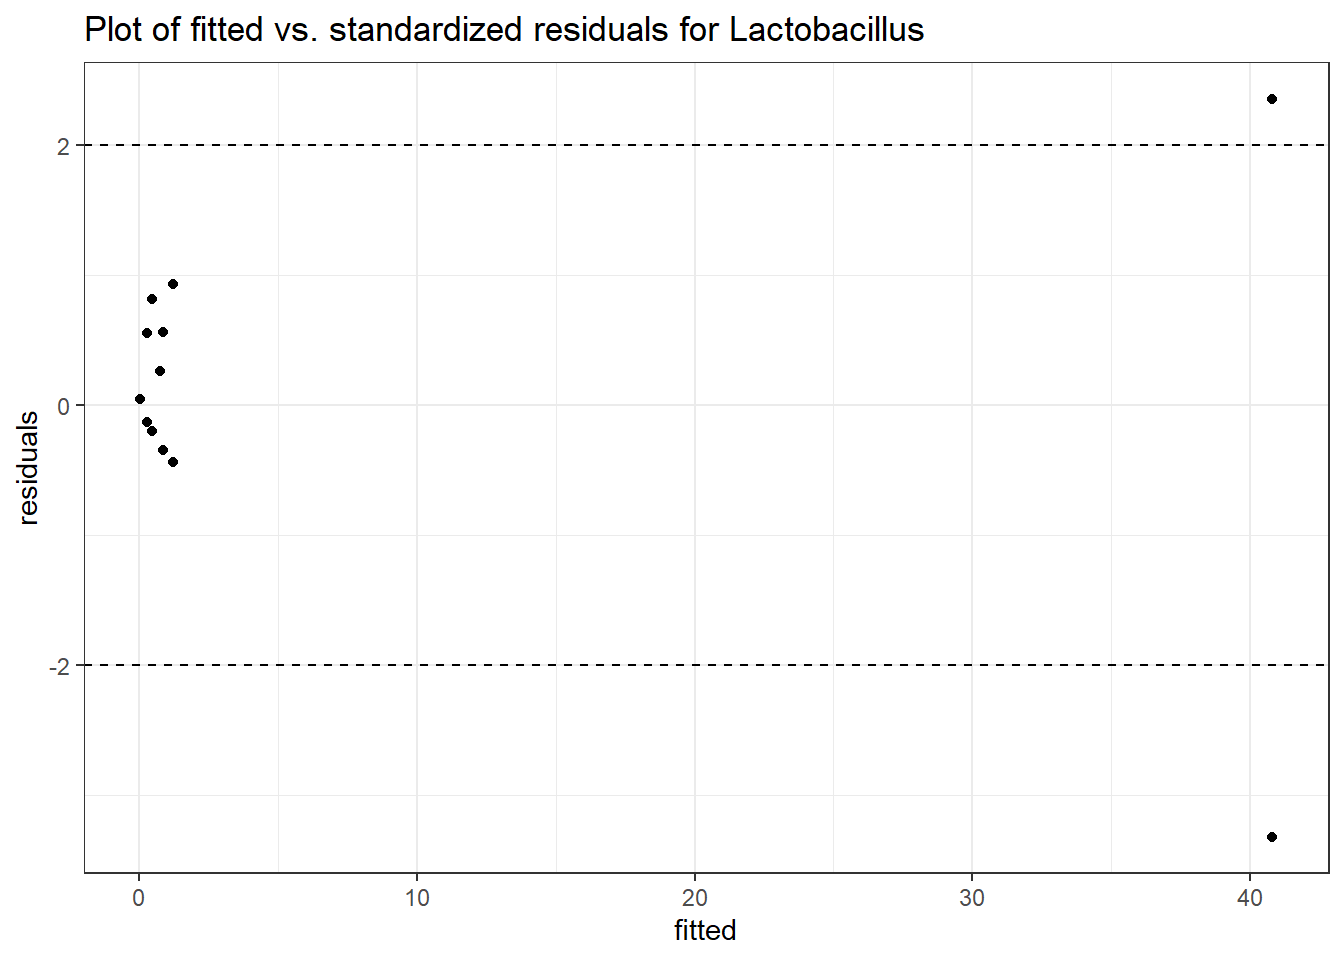 Plot of fitted vs. standardized residuals for Lactobacillus
2
0
-2
residuals
0 10 20 30 40
fitted